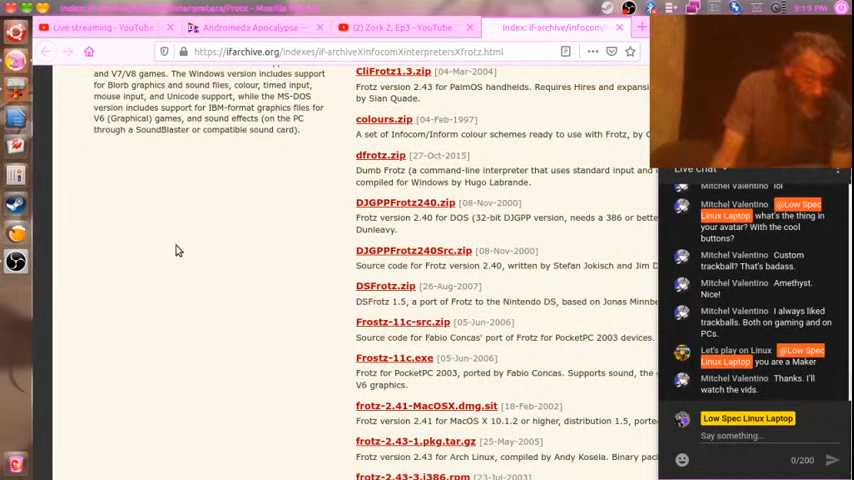 Index: if-archive/infocom/interpreters/frotz - Mozilla Firefox
9:19 PM
Live streaming - YouTube
Andromeda Apocalypse —
(2) Zork 2, Ep3 - YouTube
Index: if-archive/infocom/
https://ifarchive.org/indexes/if-archiveXinfocomXinterpretersXfrotz.html
and V7/V8 games. The Windows version includes support
for Blorb graphics and sound files, colour, timed input,
mouse input, and Unicode support, while the MS-DOS
version includes support for IBM-format graphics files for
V6 (Graphical) games, and sound effects (on the PC
through a SoundBlaster or compatible sound card).
CliFrotz1.3.zip [04-Mar-2004]
Frotz version 2.43 for PalmOS handhelds. Requires Hires and expansi
by Sian Quade.
colours.zip [04-Feb-1997]
A set of Infocom/Inform colour schemes ready to use with Frotz, by C
dfrotz.zip [27-Oct-2015]
Dumb Frotz (a command-line interpreter that uses standard input and
compiled for Windows by Hugo Labrande.
DJGPPFrotz240.zip [08-Nov-2000]
Frotz version 2.40 for DOS (32-bit DJGPP version, needs a 386 or bette
Dunleavy.
DJGPPFrotz240Src.zip [08-Nov-2000]
Source code for Frotz version 2.40, written by Stefan Jokisch and Jim D
DSFrotz.zip [26-Aug-2007]
DSFrotz 1.5, a port of Frotz to the Nintendo DS, based on Jonas Minnbe
Frostz-11c-src.zip [05-Jun-2006]
Source code for Fabio Concas' port of Frotz for PocketPC 2003 devices.
Frostz-11c.exe [05-Jun-2006]
Frotz for PocketPC 2003, ported by Fabio Concas. Supports sound, the
V6 graphics.
frotz-2.41-MacOSX.dmg.sit [18-Feb-2002]
Frotz version 2.41 for MacOS X 10.1.2 or higher, distribution 1.5, porte
frotz-2.43-1.pkg.tar.gz [25-May-2005]
Frotz version 2.43 for Arch Linux, compiled by Andy Kosela. Binary pac
frotz-2.43-3.i386.rpm [23-Jul-2003]
Live chat
Mitchel Valentino lol
Mitchel Valentino @Low Spec
Linux Laptop what's the thing in
your avatar? With the cool
buttons?
Mitchel Valentino Custom
trackball? That's badass.
Mitchel Valentino Amethyst.
Nice!
Mitchel Valentino I always liked
trackballs. Both on gaming and on
PCs.
Let's play on Linux @Low Spec
Linux Laptop you are a Maker
Mitchel Valentino Thanks. I'll
watch the vids.
Low Spec Linux Laptop
Say something...
0/200